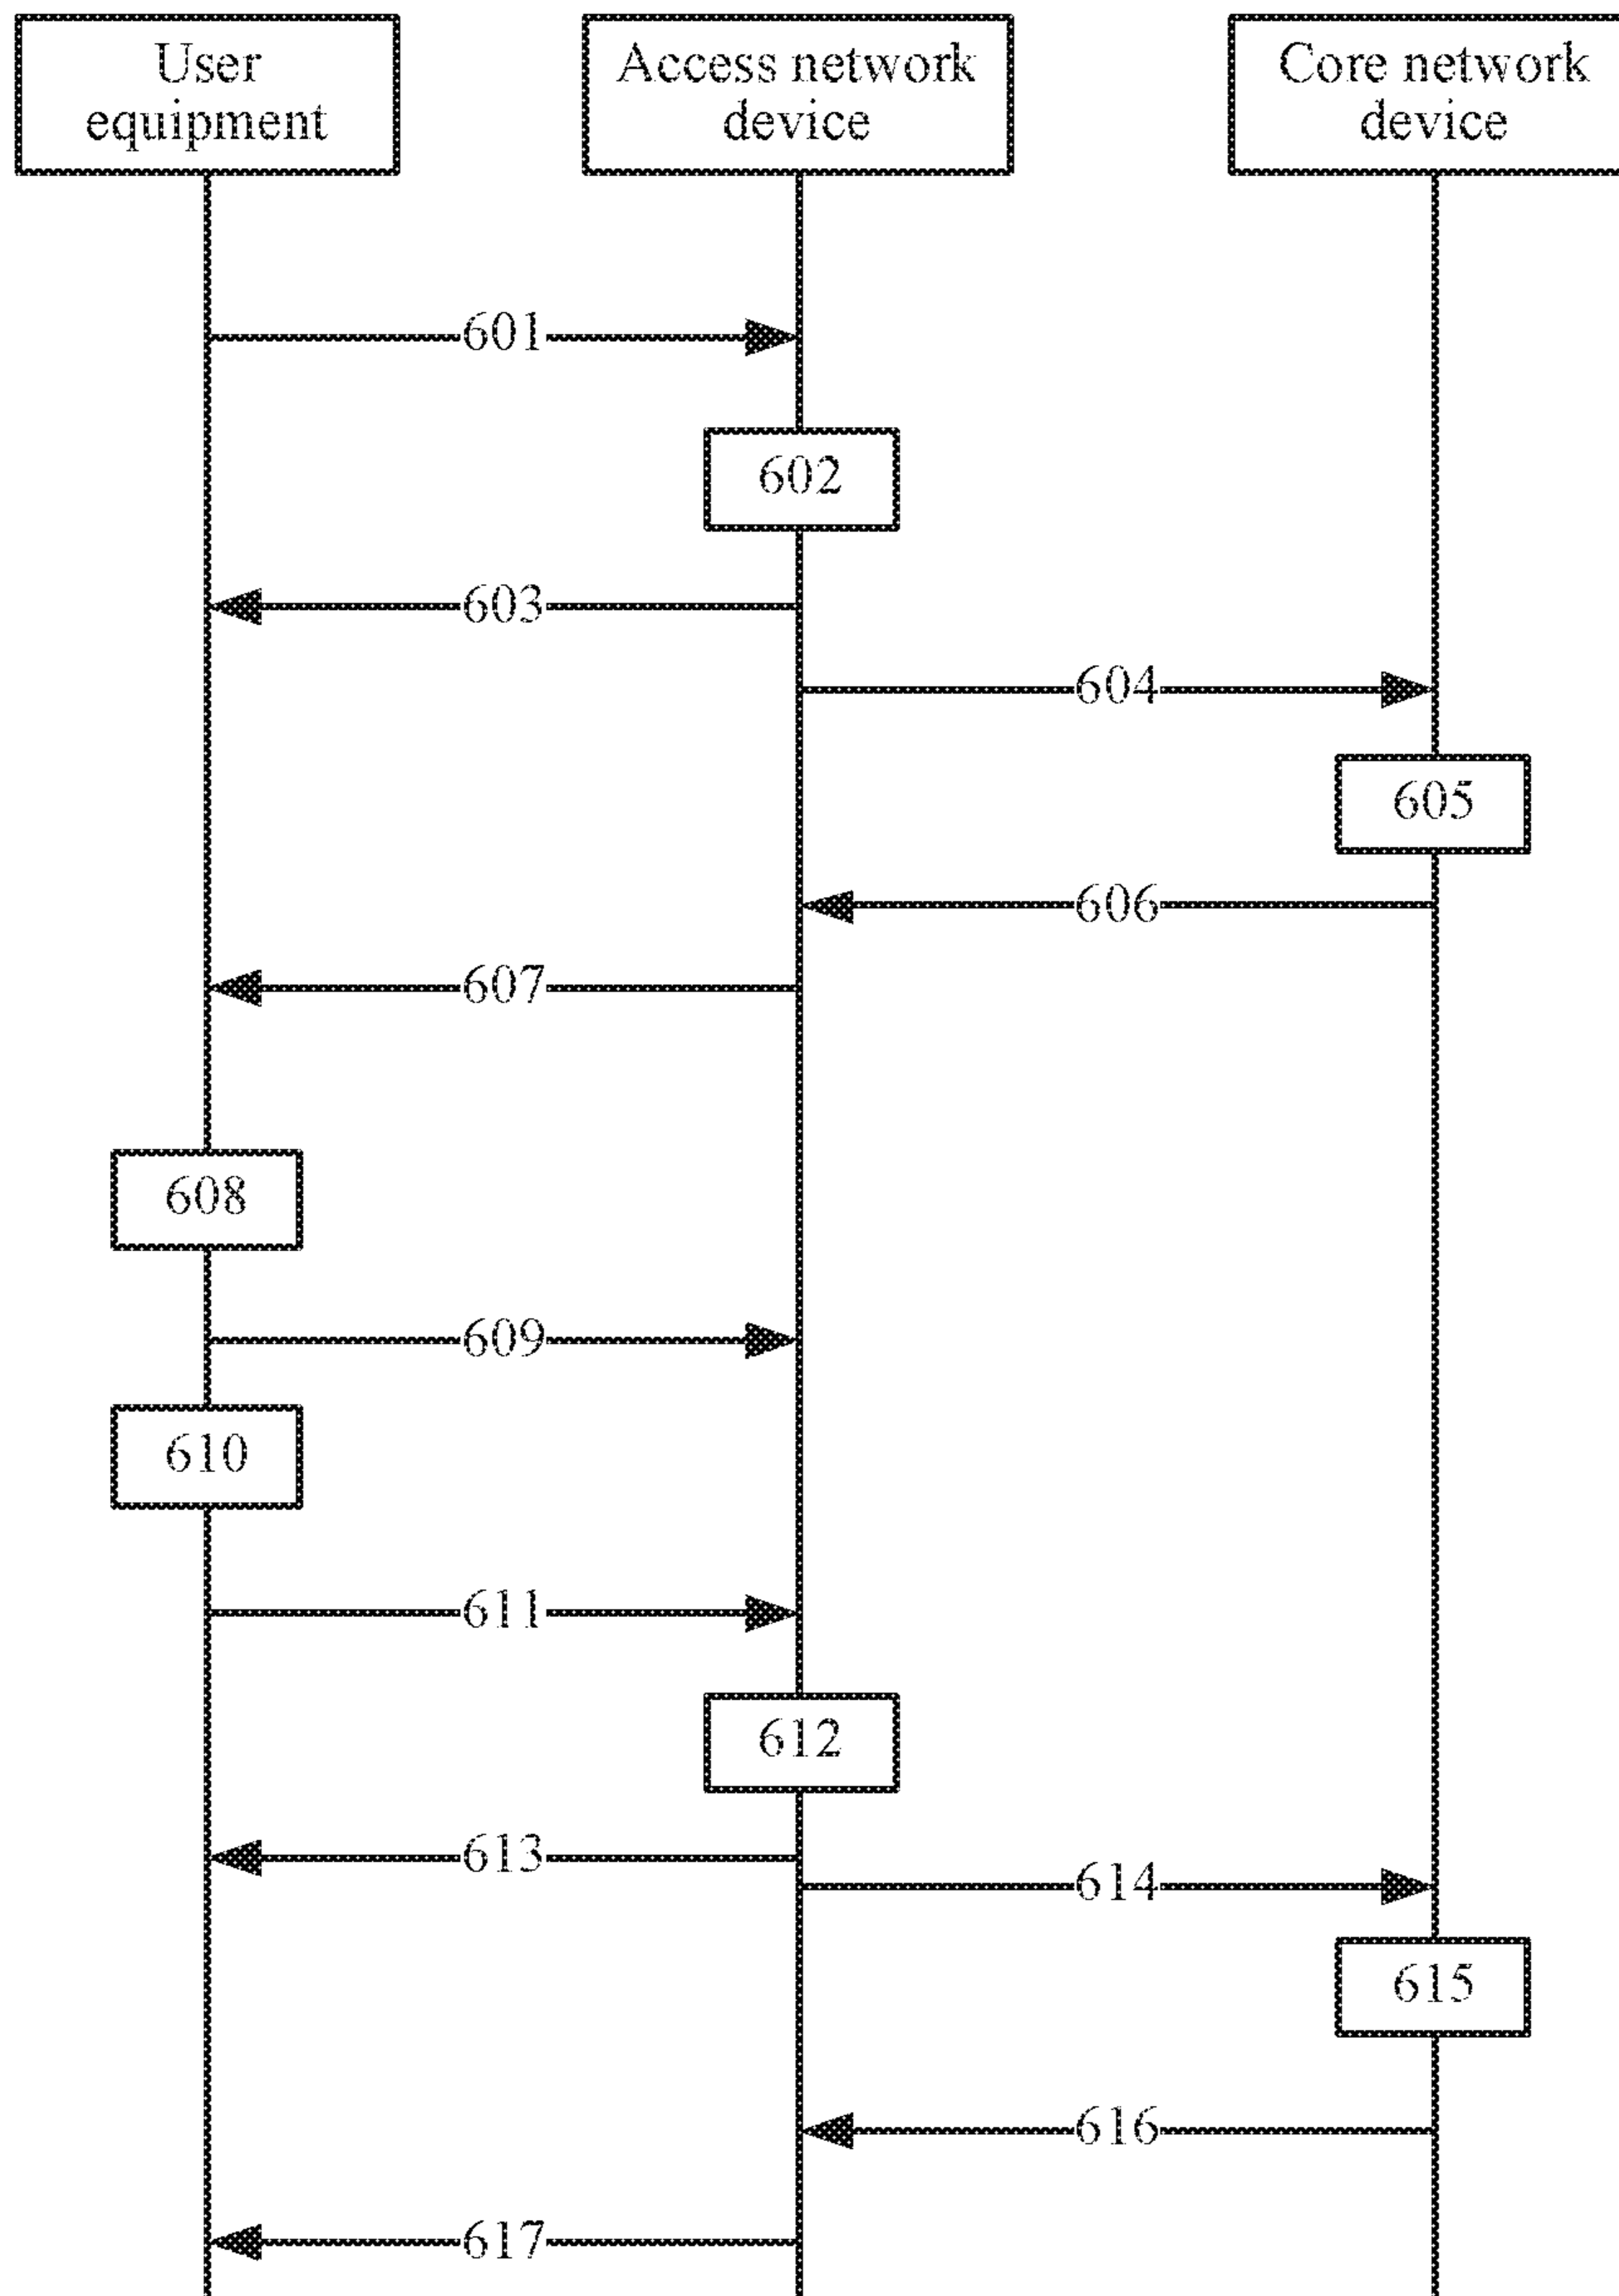 User
equipment
Access network
device
Core network
device
601
602
603
604
605
606
607
608
609
610
611
612
613
614
615
616
617